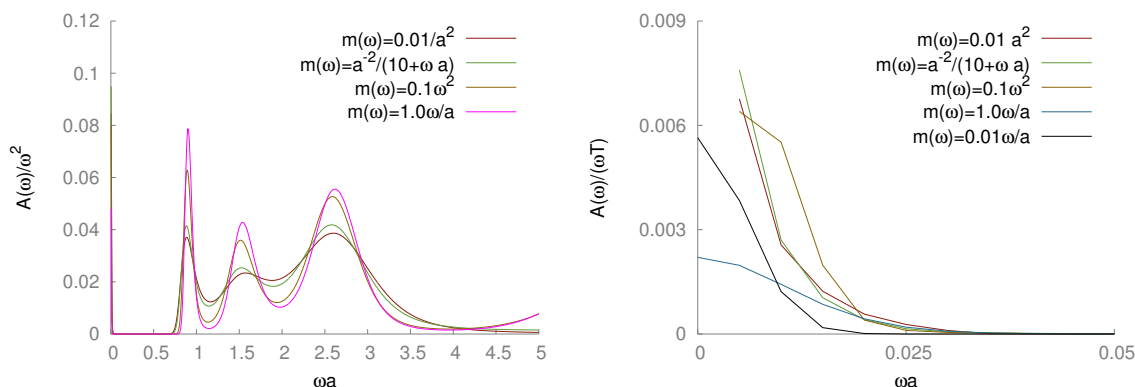 0.12
0.1
0.08
0.06
0.04
0.02
0
A(ω)/ω²
m(ω)=0.01/a²
m(ω)=a⁻²/(10+ω a)
m(ω)=0.1ω²
m(ω)=1.0ω/a
0 0.5 1 1.5 2 2.5 3 3.5 4 4.5 5
ωa
0.009
0.006
0.003
0
A(ω)/(ωT)
m(ω)=0.01 a²
m(ω)=a⁻²/(10+ω a)
m(ω)=0.1ω²
m(ω)=1.0ω/a
m(ω)=0.01ω/a
0 0.025 0.05
ωa